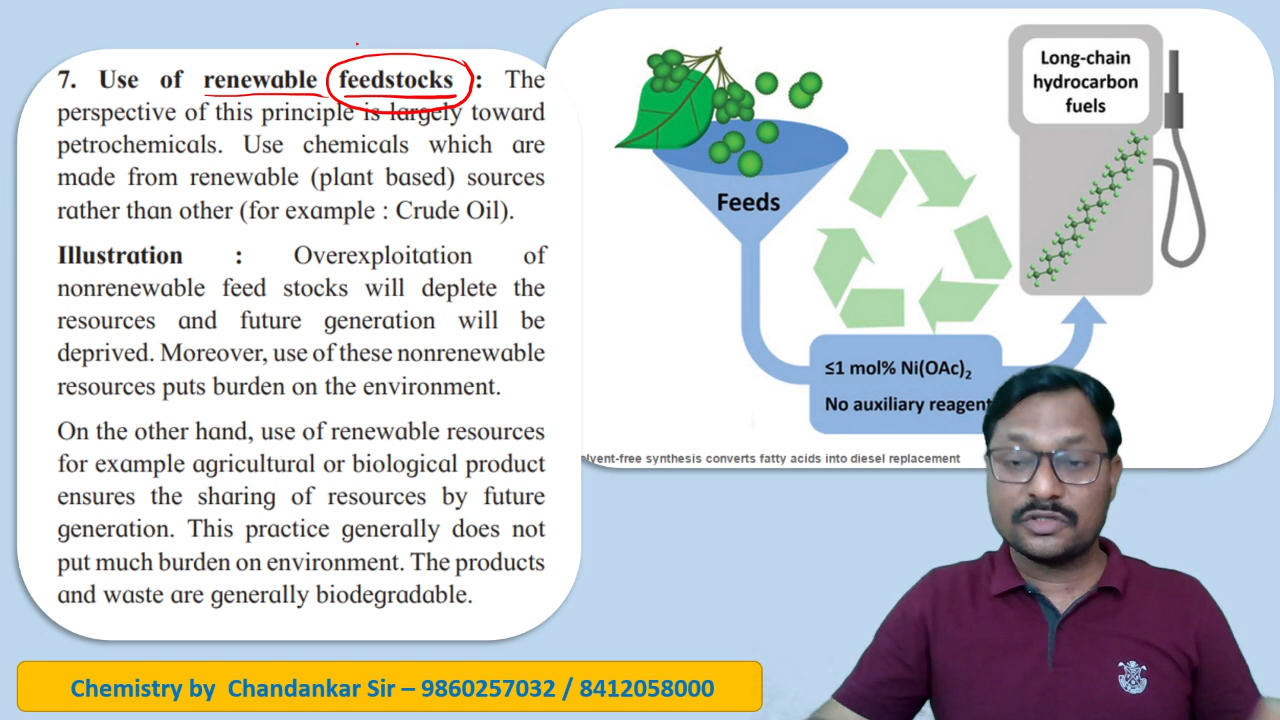 7. Use of renewable feedstocks : The
perspective of this principle is largely toward
petrochemicals. Use chemicals which are
made from renewable (plant based) sources
rather than other (for example : Crude Oil).
Illustration : Overexploitation of
nonrenewable feed stocks will deplete the
resources and future generation will be
deprived. Moreover, use of these nonrenewable
resources puts burden on the environment.
On the other hand, use of renewable resources
for example agricultural or biological product
ensures the sharing of resources by future
generation. This practice generally does not
put much burden on environment. The products
and waste are generally biodegradable.
Feeds
Long-chain
hydrocarbon
fuels
≤1 mol% Ni(OAc)₂
No auxiliary reagent
synthesis converts fatty acids into diesel replacement
Chemistry by Chandankar Sir – 9860257032 / 8412058000